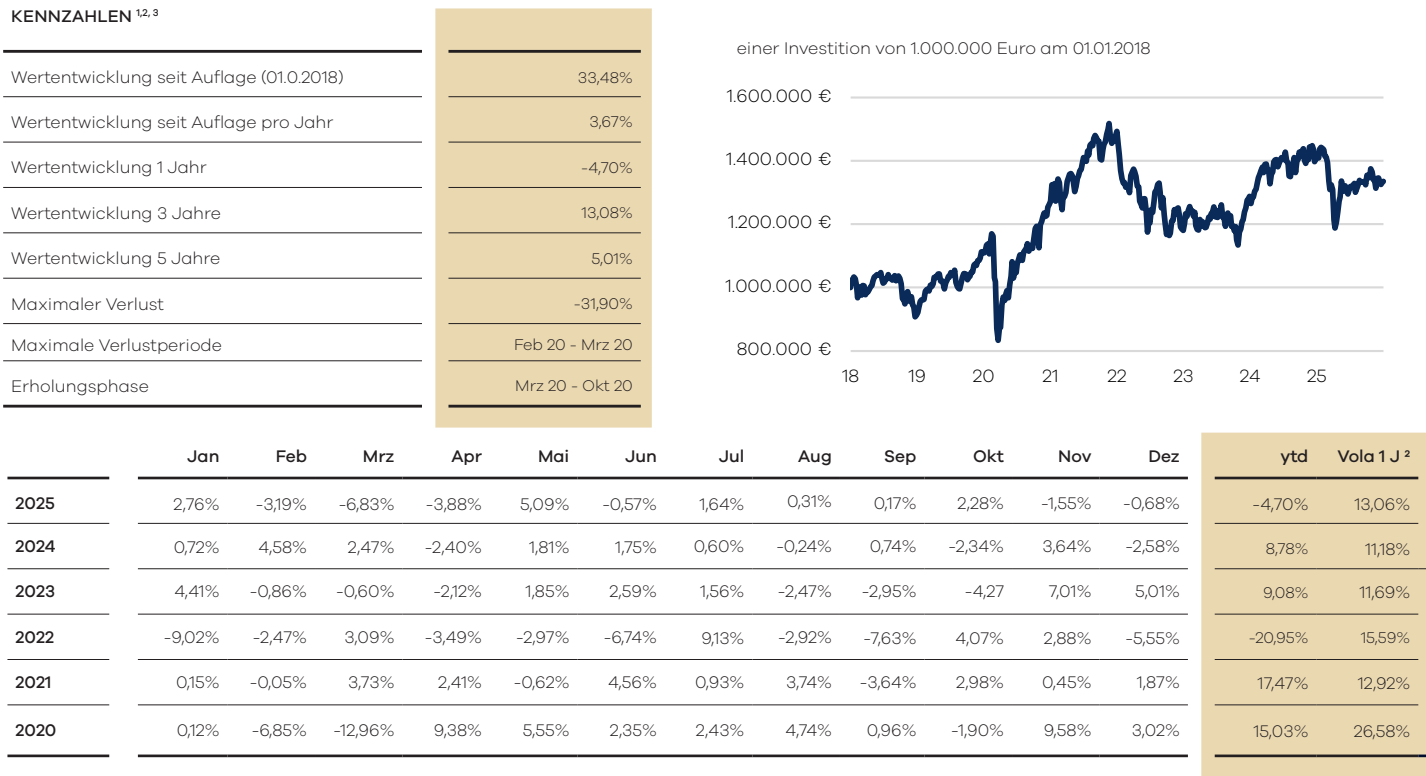 KENNZAHLEN ¹,², ³
Wertentwicklung seit Auflage (01.0.2018) 33,48%
Wertentwicklung seit Auflage pro Jahr 3,67%
Wertentwicklung 1 Jahr -4,70%
Wertentwicklung 3 Jahre 13,08%
Wertentwicklung 5 Jahre 5,01%
Maximaler Verlust -31,90%
Maximale Verlustperiode Feb 20 - Mrz 20
Erholungsphase Mrz 20 - Okt 20
einer Investition von 1.000.000 Euro am 01.01.2018
1.600.000 €
1.400.000 €
1.200.000 €
1.000.000 €
800.000 €
18 19 20 21 22 23 24 25
Jan Feb Mrz Apr Mai Jun Jul Aug Sep Okt Nov Dez ytd Vola 1 J ²
2025 2,76% -3,19% -6,83% -3,88% 5,09% -0,57% 1,64% 0,31% 0,17% 2,28% -1,55% -0,68% -4,70% 13,06%
2024 0,72% 4,58% 2,47% -2,40% 1,81% 1,75% 0,60% -0,24% 0,74% -2,34% 3,64% -2,58% 8,78% 11,18%
2023 4,41% -0,86% -0,60% -2,12% 1,85% 2,59% 1,56% -2,47% -2,95% -4,27 7,01% 5,01% 9,08% 11,69%
2022 -9,02% -2,47% 3,09% -3,49% -2,97% -6,74% 9,13% -2,92% -7,63% 4,07% 2,88% -5,55% -20,95% 15,59%
2021 0,15% -0,05% 3,73% 2,41% -0,62% 4,56% 0,93% 3,74% -3,64% 2,98% 0,45% 1,87% 17,47% 12,92%
2020 0,12% -6,85% -12,96% 9,38% 5,55% 2,35% 2,43% 4,74% 0,96% -1,90% 9,58% 3,02% 15,03% 26,58%